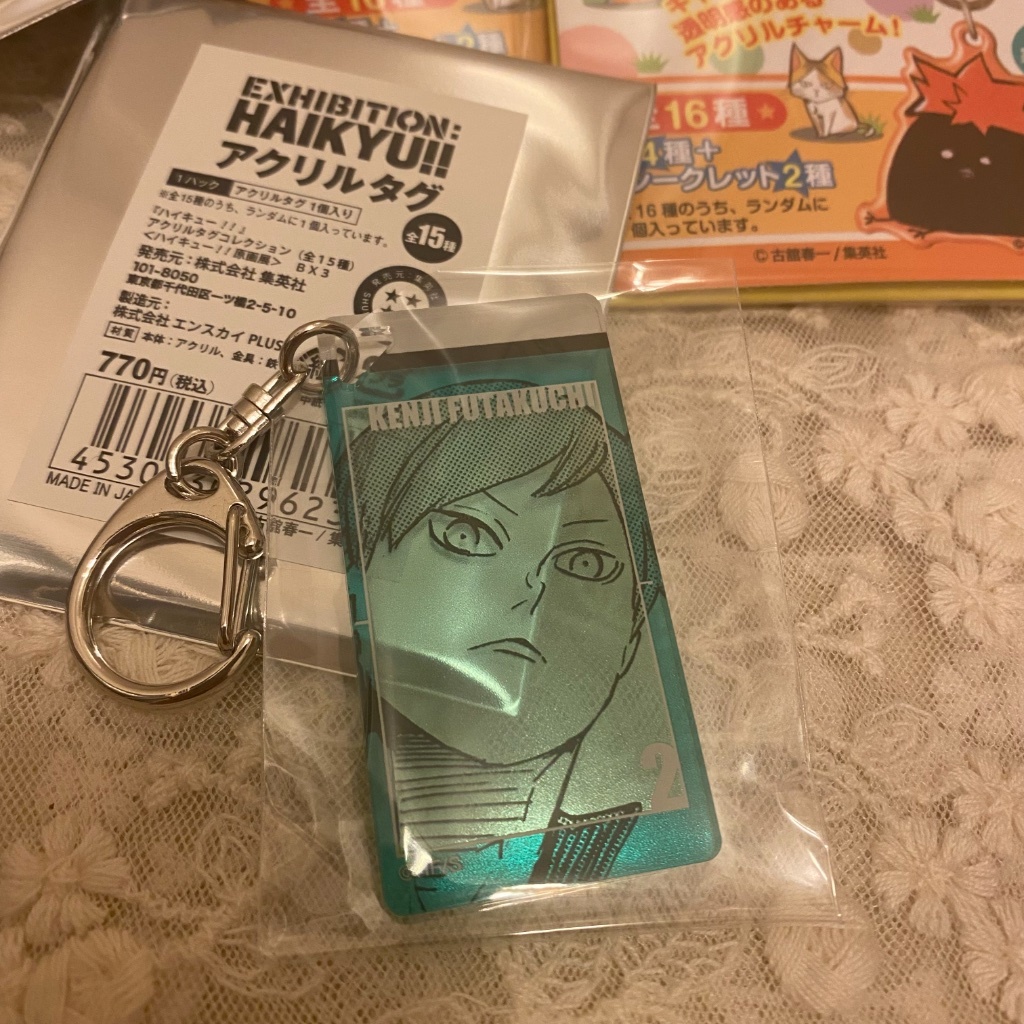 全16種
透明感のある
アクリルチャーム！
16種
4種＋
シークレット2種
16種のうち、ランダムに
個入っています。
©古舘春一／集英社
EXHIBITION:
HAIKYU!!
アクリルタグ
1パック アクリルタグ1個入り
※全15種のうち、ランダムに1個入っています。
全15種
『ハイキュー！！』
アクリルタグコレクション（全15種）
＜ハイキュー！！原画展＞ BX3
発売元：株式会社 集英社
101-8050
東京都千代田区一ツ橋2-5-10
製造元：
株式会社 エンスカイ PLUS
材質 本体：アクリル、金具：鉄
770円（税込）
4530
9623
MADE IN JA
KENJI FUTAKUCHI
2